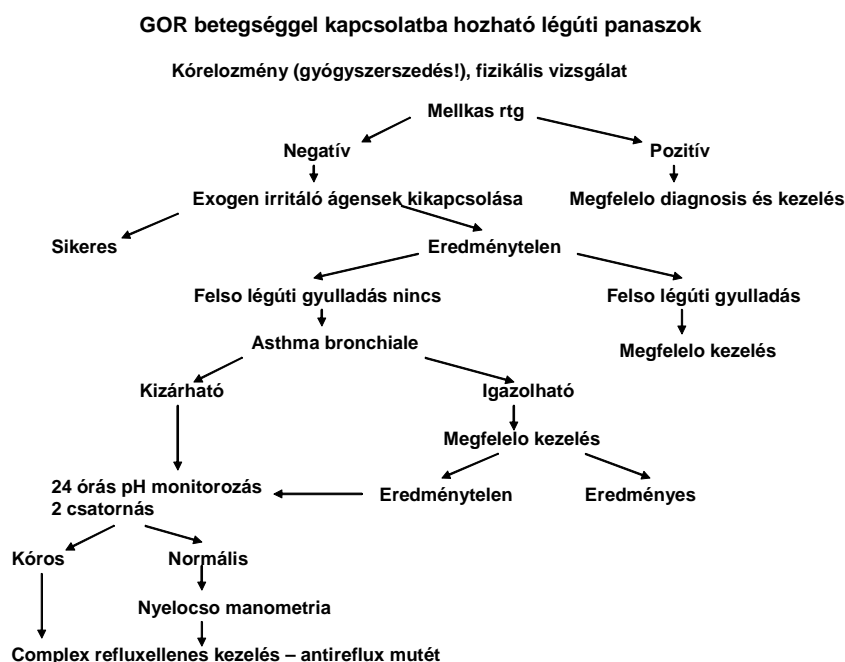 GOR betegséggel kapcsolatba hozható légúti panaszok
Kórelozmény (gyógyszerszedés!), fizikális vizsgálat
Mellkas rtg
Negatív
Pozitív
Exogen irritáló ágensek kikapcsolása
Megfelelo diagnosis és kezelés
Sikeres
Eredménytelen
Felso légúti gyulladás nincs
Felso légúti gyulladás
Asthma bronchiale
Megfelelo kezelés
Kizárható
Igazolható
Megfelelo kezelés
24 órás pH monitorozás
2 csatornás
Eredménytelen
Eredményes
Kóros
Normális
Nyelocso manometria
Complex refluxellenes kezelés – antireflux mutét